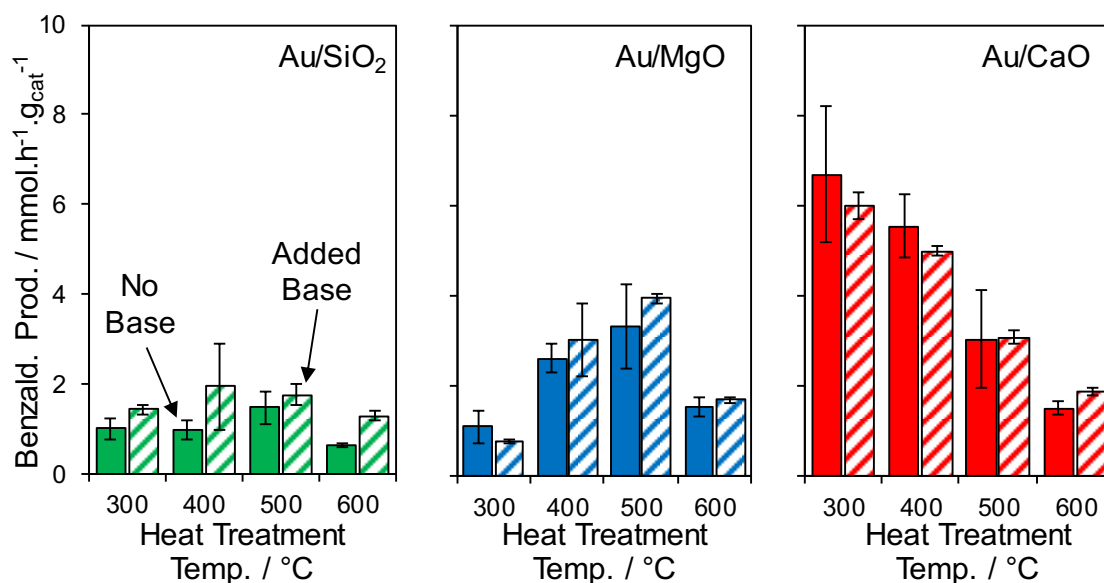 Benzald. Prod. / mmol.h⁻¹.g_cat⁻¹
10
8
6
4
2
0
Au/SiO₂
No
Base
Added
Base
300 400 500 600
Heat Treatment
Temp. / °C
Au/MgO
300 400 500 600
Heat Treatment
Temp. / °C
Au/CaO
300 400 500 600
Heat Treatment
Temp. / °C